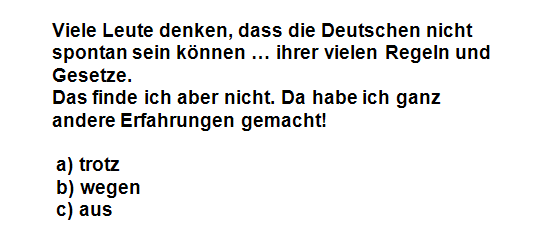 Viele Leute denken, dass die Deutschen nicht
spontan sein können … ihrer vielen Regeln und
Gesetze.
Das finde ich aber nicht. Da habe ich ganz
andere Erfahrungen gemacht!
a) trotz
b) wegen
c) aus